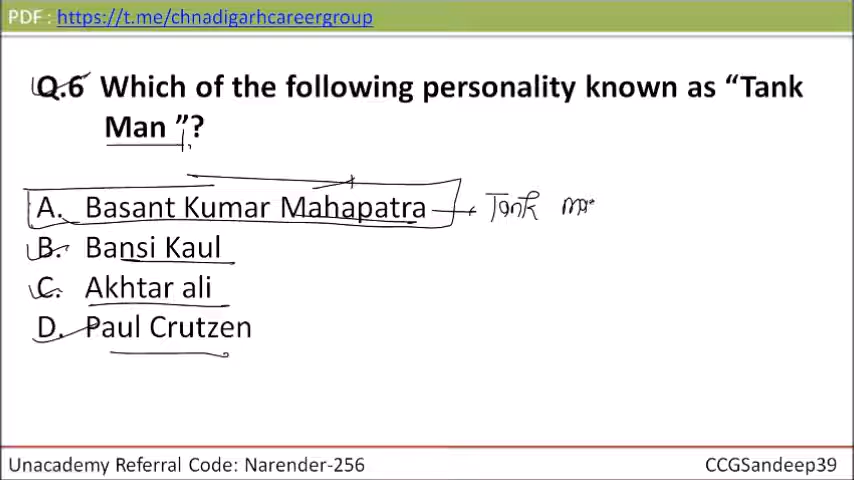 PDF : https://t.me/chnadigarhcareergroup
Q.6 Which of the following personality known as “Tank
Man ”?
A. Basant Kumar Mahapatra Tank
B. Bansi Kaul
C. Akhtar ali
D. Paul Crutzen
Unacademy Referral Code: Narender-256 CCGSandeep39